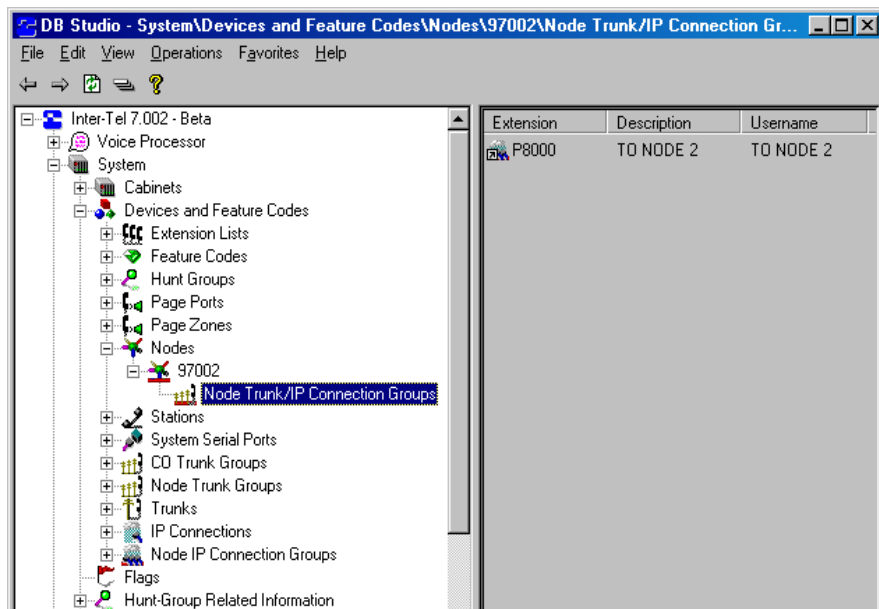 DB Studio - System\Devices and Feature Codes\Nodes\97002\Node Trunk/IP Connection Gr...
File Edit View Operations Favorites Help
Inter-Tel 7.002 - Beta
Voice Processor
System
Cabinets
Devices and Feature Codes
Extension Lists
Feature Codes
Hunt Groups
Page Ports
Page Zones
Nodes
97002
Node Trunk/IP Connection Groups
Stations
System Serial Ports
CO Trunk Groups
Node Trunk Groups
Trunks
IP Connections
Node IP Connection Groups
Flags
Hunt-Group Related Information
Extension Description Username
P8000 TO NODE 2 TO NODE 2